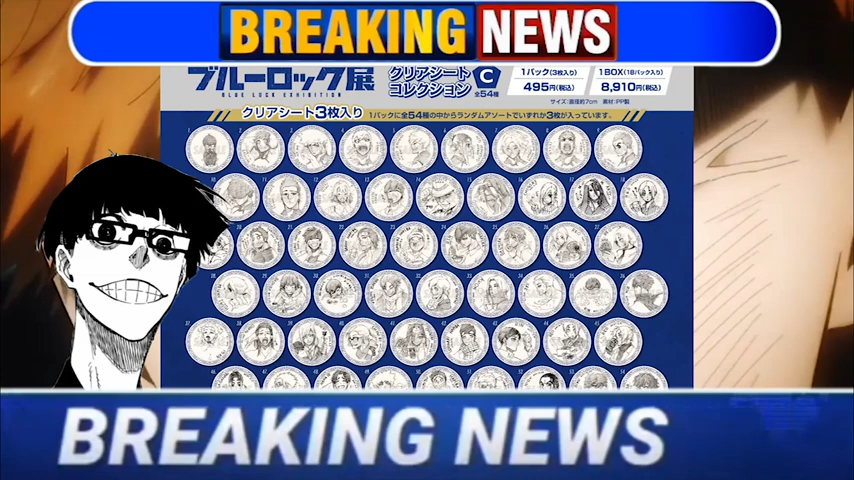 BREAKING NEWS
ブルーロック展
BLUE LOCK EXHIBITION
クリアシート
コレクション
C
全54種
1パック(3枚入り)
495円(税込)
1BOX(18パック入り)
8,910円(税込)
サイズ:直径約7cm 素材:PP製
クリアシート3枚入り
1パックに全54種の中からランダムアソートでいずれか3枚が入っています。
BREAKING NEWS